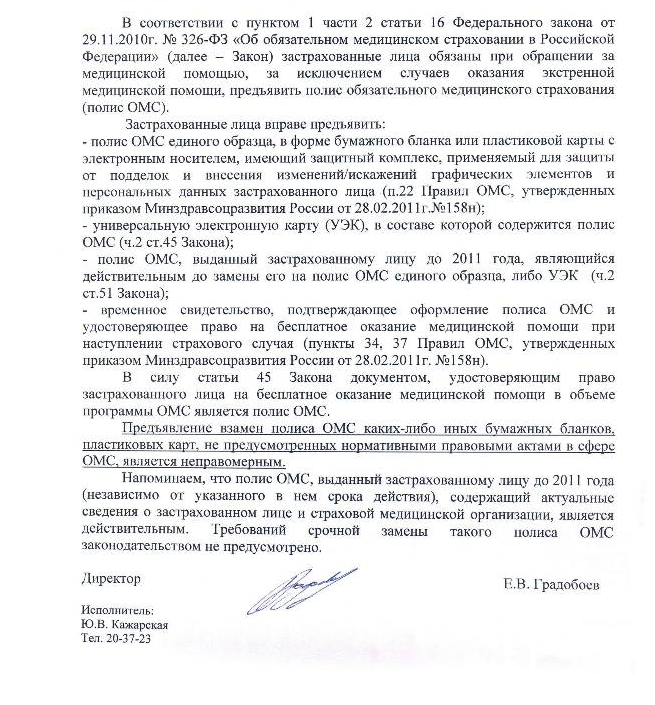 В соответствии с пунктом 1 части 2 статьи 16 Федерального закона от
29.11.2010г. № 326-ФЗ «Об обязательном медицинском страховании в Российской
Федерации» (далее – Закон) застрахованные лица обязаны при обращении за
медицинской помощью, за исключением случаев оказания экстренной
медицинской помощи, предъявить полис обязательного медицинского страхования
(полис ОМС).
Застрахованные лица вправе предъявить:
- полис ОМС единого образца, в форме бумажного бланка или пластиковой карты с
электронным носителем, имеющий защитный комплекс, применяемый для защиты
от подделок и внесения изменений/искажений графических элементов и
персональных данных застрахованного лица (п.22 Правил ОМС, утвержденных
приказом Минздравсоцразвития России от 28.02.2011г.№158н);
- универсальную электронную карту (УЭК), в составе которой содержится полис
ОМС (ч.2 ст.45 Закона);
- полис ОМС, выданный застрахованному лицу до 2011 года, являющийся
действительным до замены его на полис ОМС единого образца, либо УЭК (ч.2
ст.51 Закона);
- временное свидетельство, подтверждающее оформление полиса ОМС и
удостоверяющее право на бесплатное оказание медицинской помощи при
наступлении страхового случая (пункты 34, 37 Правил ОМС, утвержденных
приказом Минздравсоцразвития России от 28.02.2011г. №158н).
В силу статьи 45 Закона документом, удостоверяющим право
застрахованного лица на бесплатное оказание медицинской помощи в объеме
программы ОМС является полис ОМС.
Предъявление взамен полиса ОМС каких-либо иных бумажных бланков,
пластиковых карт, не предусмотренных нормативными правовыми актами в сфере
ОМС, является неправомерным.
Напоминаем, что полис ОМС, выданный застрахованному лицу до 2011 года
(независимо от указанного в нем срока действия), содержащий актуальные
сведения о застрахованном лице и страховой медицинской организации, является
действительным. Требований срочной замены такого полиса ОМС
законодательством не предусмотрено.
Директор
Е.В. Градобоев
Исполнитель:
Ю.В. Кажарская
Тел. 20-37-23